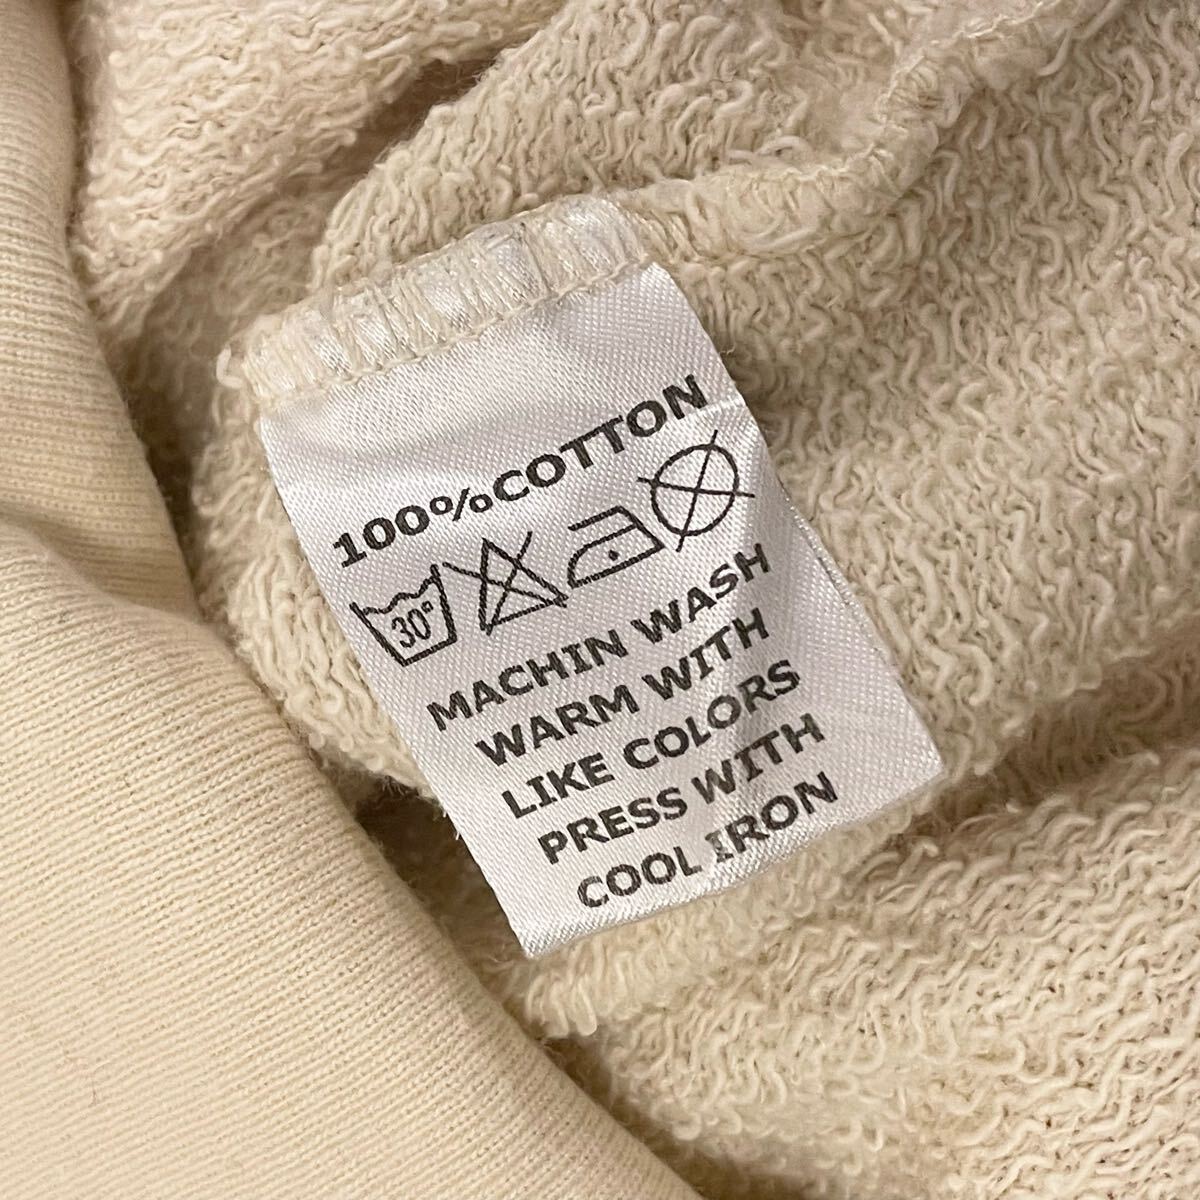 100%COTTON
30°
MACHIN WASH
WARM WITH
LIKE COLORS
PRESS WITH
COOL IRON